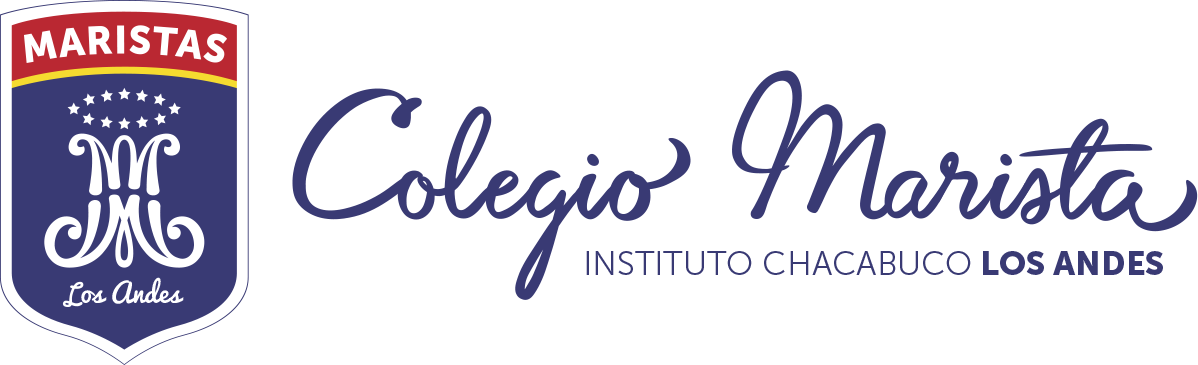 MARISTAS
Los Andes
Colegio Marista
INSTITUTO CHACABUCO LOS ANDES